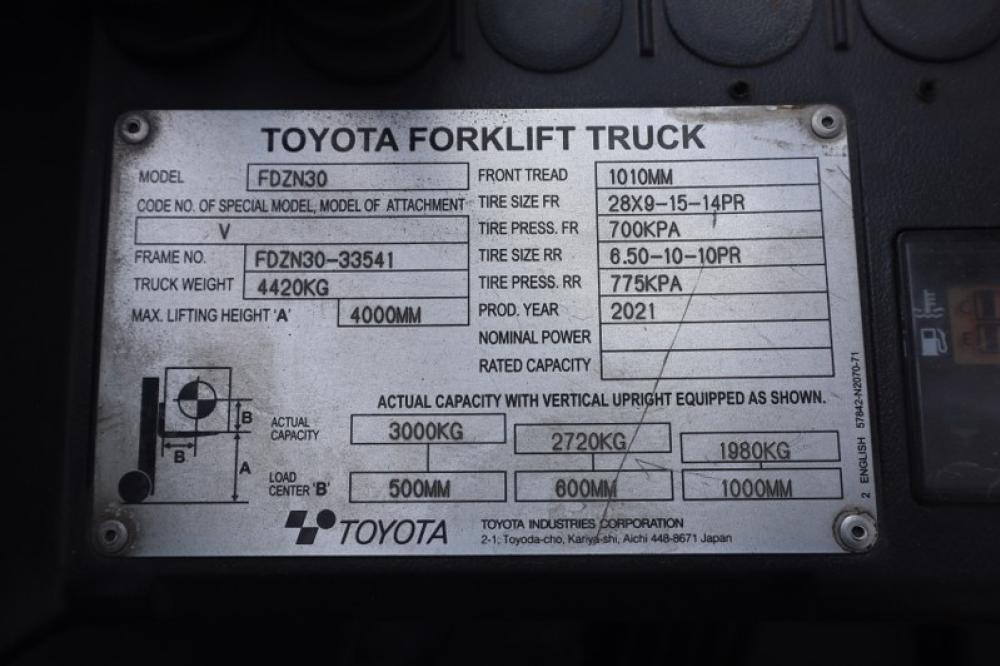 TOYOTA FORKLIFT TRUCK
MODEL FDZN30
CODE NO. OF SPECIAL MODEL, MODEL OF ATTACHMENT
V
FRAME NO. FDZN30-33541
TRUCK WEIGHT 4420KG
MAX. LIFTING HEIGHT 'A' 4000MM
FRONT TREAD 1010MM
TIRE SIZE FR 28X9-15-14PR
TIRE PRESS. FR 700KPA
TIRE SIZE RR 6.50-10-10PR
TIRE PRESS. RR 775KPA
PROD. YEAR 2021
NOMINAL POWER
RATED CAPACITY
ACTUAL CAPACITY WITH VERTICAL UPRIGHT EQUIPPED AS SHOWN.
B
B
A
ACTUAL CAPACITY 3000KG 2720KG 1980KG
LOAD CENTER 'B' 500MM 600MM 1000MM
TOYOTA
TOYOTA INDUSTRIES CORPORATION
2-1, Toyoda-cho, Kariya-shi, Aichi 448-8671 Japan
2 ENGLISH 57842-N2070-71